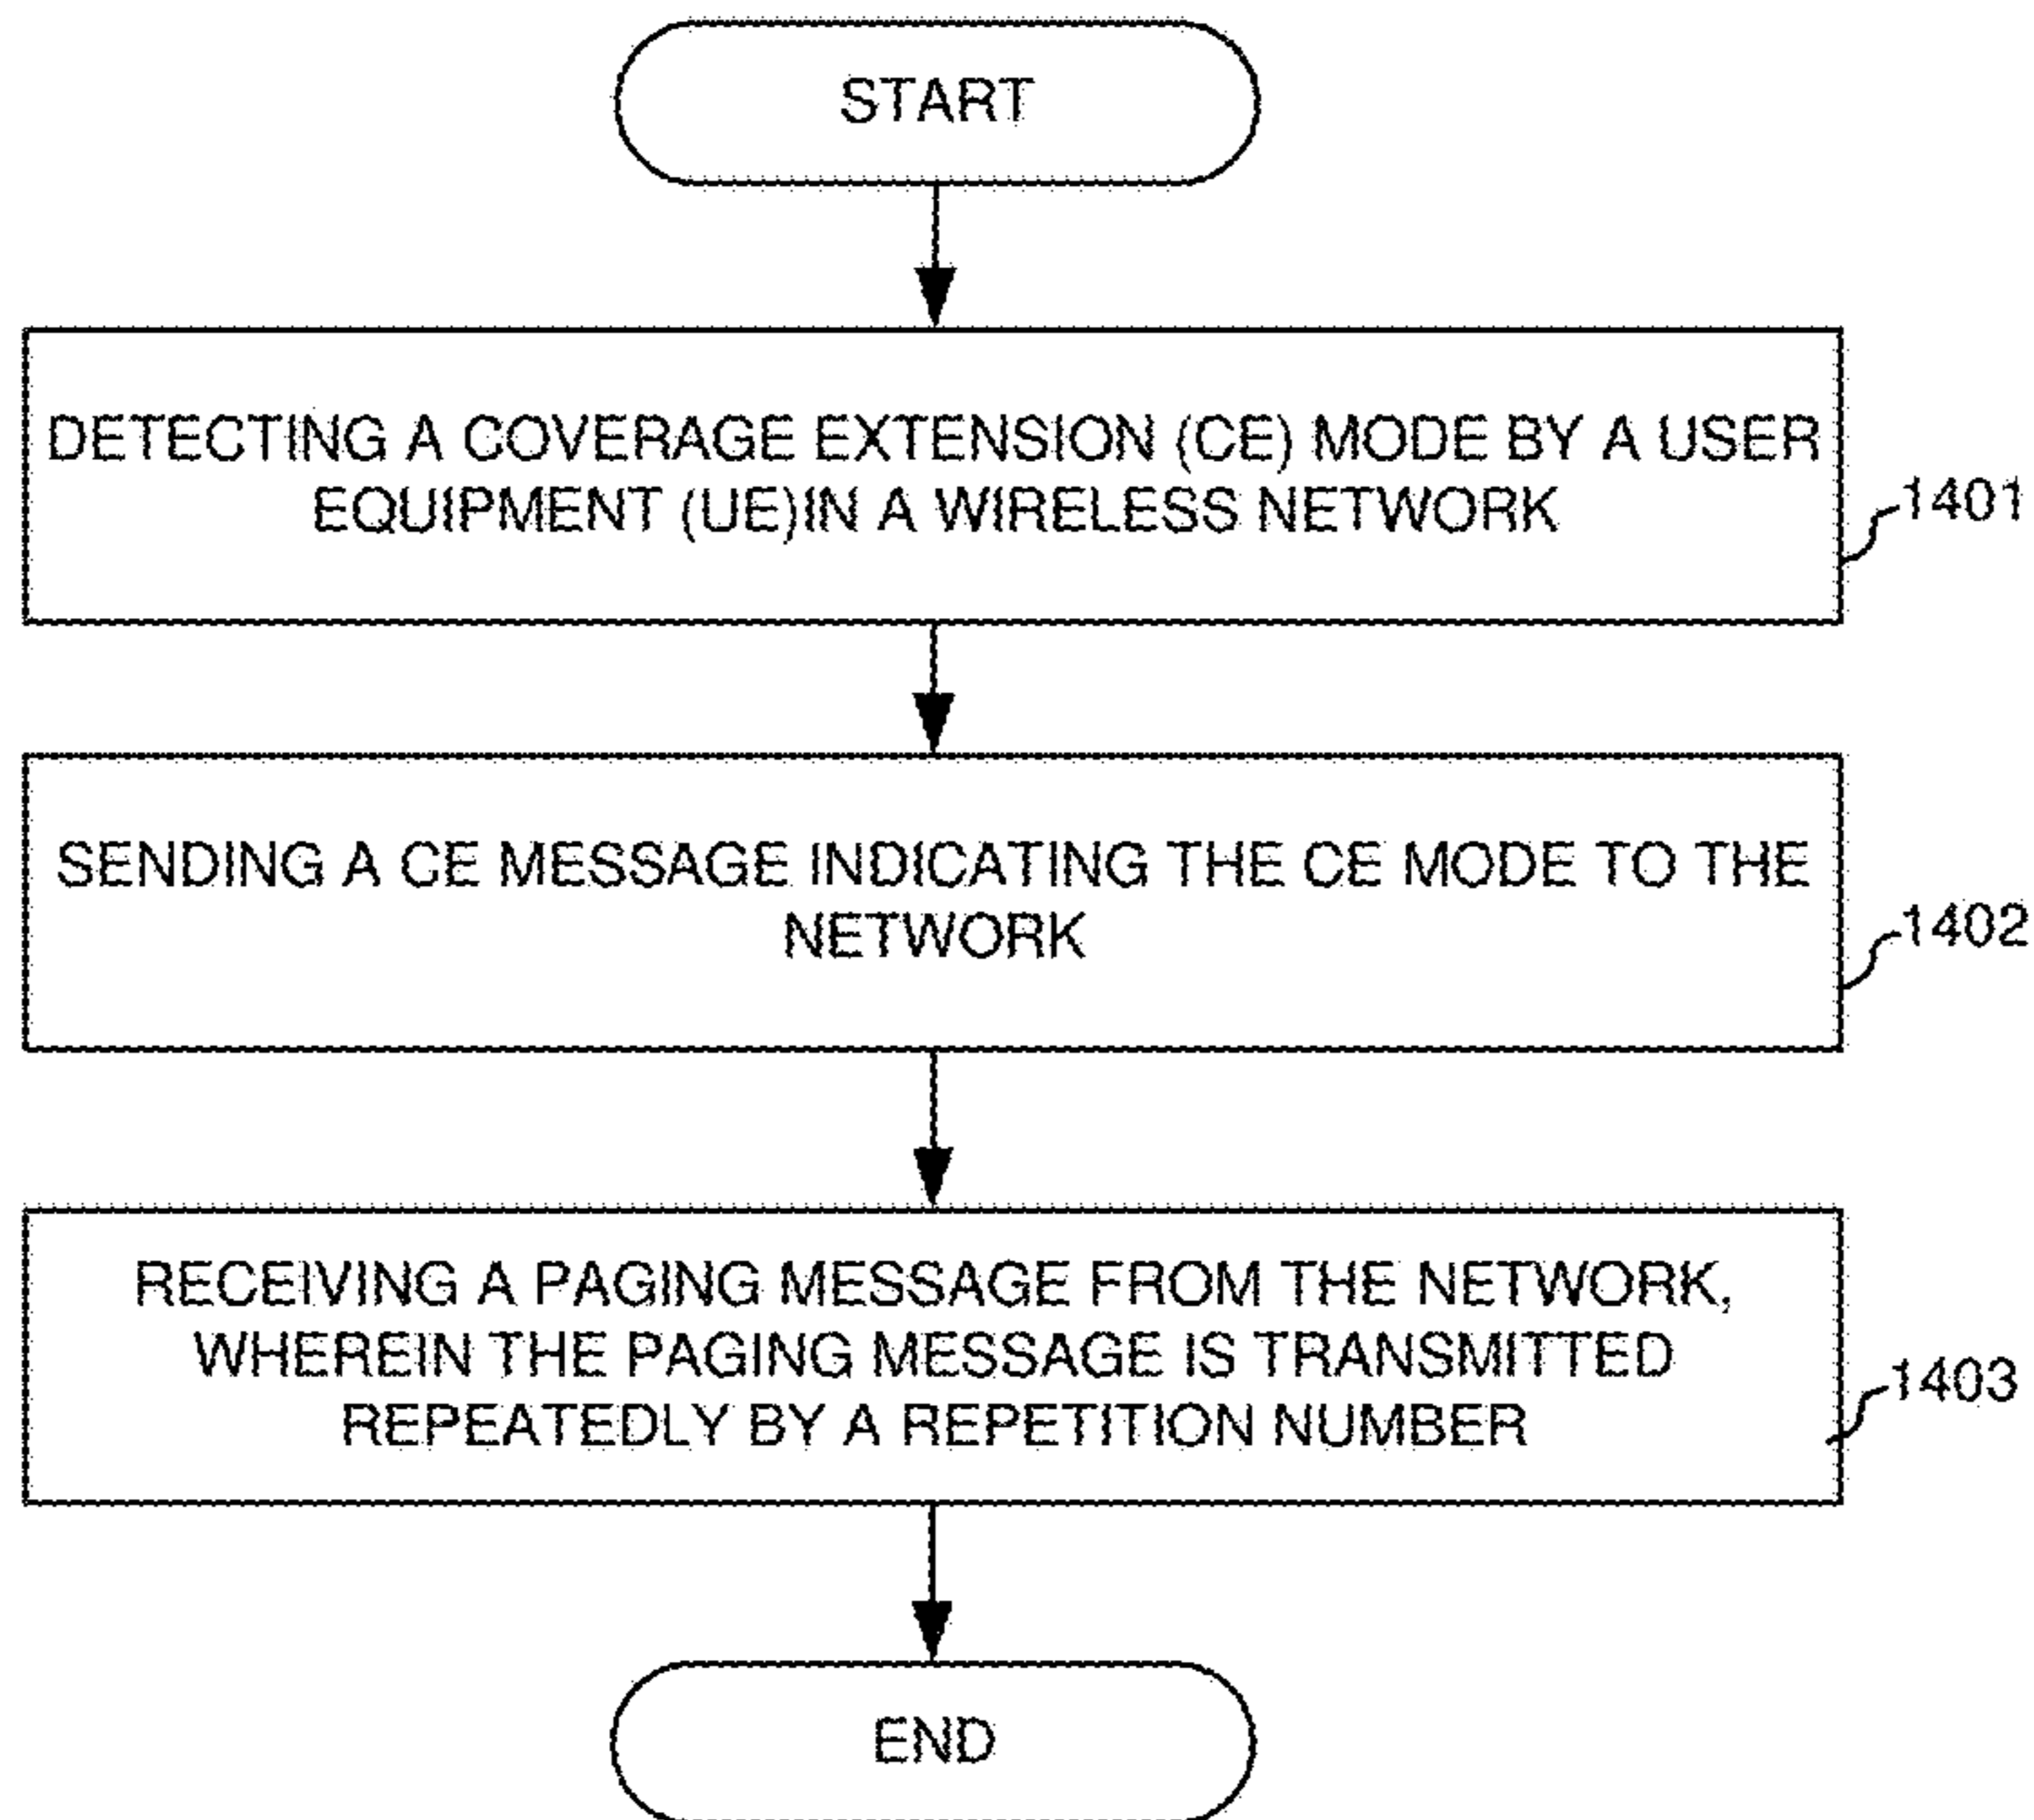 START
DETECTING A COVERAGE EXTENSION (CE) MODE BY A USER
EQUIPMENT (UE)IN A WIRELESS NETWORK
1401
SENDING A CE MESSAGE INDICATING THE CE MODE TO THE
NETWORK
1402
RECEIVING A PAGING MESSAGE FROM THE NETWORK,
WHEREIN THE PAGING MESSAGE IS TRANSMITTED
REPEATEDLY BY A REPETITION NUMBER
1403
END